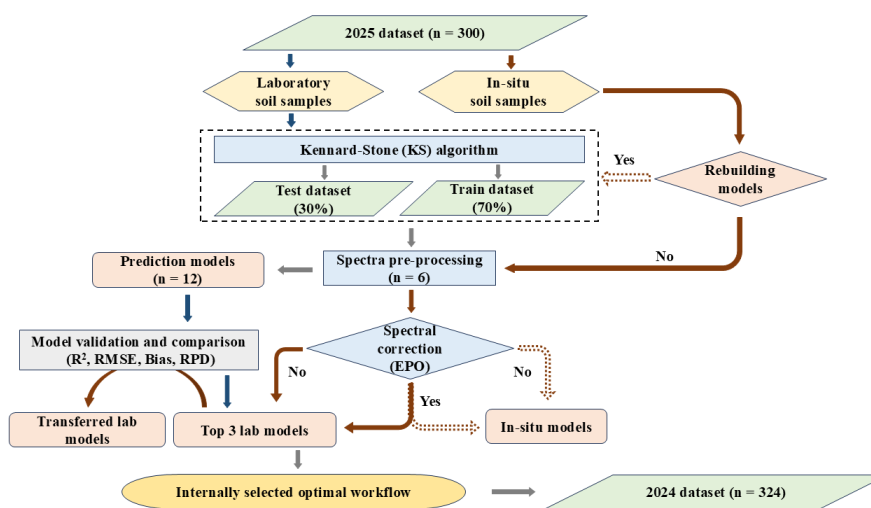 2025 dataset (n = 300)
Laboratory
soil samples
In-situ
soil samples
Kennard-Stone (KS) algorithm
Yes
Rebuilding
models
Test dataset
(30%)
Train dataset
(70%)
Prediction models
(n = 12)
Spectra pre-processing
(n = 6)
No
Model validation and comparison
(R², RMSE, Bias, RPD)
Spectral
correction
(EPO)
No
No
Yes
Transferred lab
models
Top 3 lab models
In-situ models
Internally selected optimal workflow
2024 dataset (n = 324)